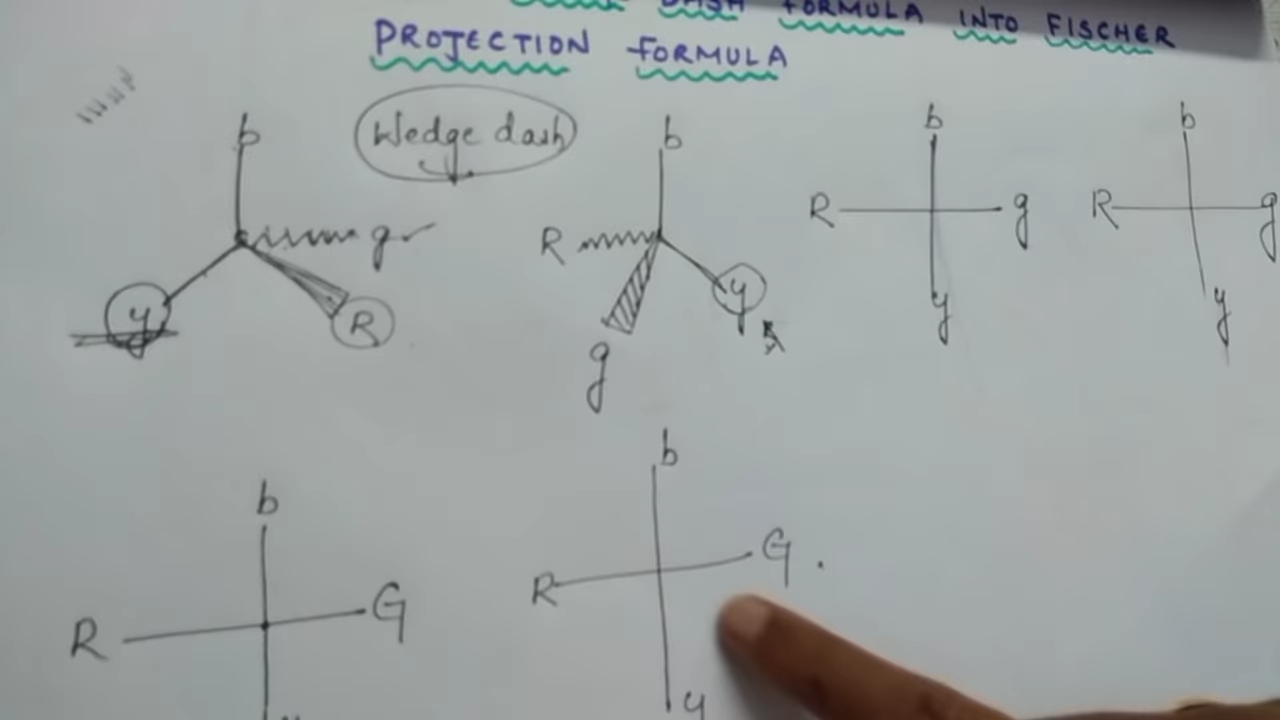 DASH FORMULA INTO FISCHER
PROJECTION FORMULA
Wedge dash
b
g
y
R
b
R
y
g
b
R g
y
b
R g
y
b
R G
b
R G.
y